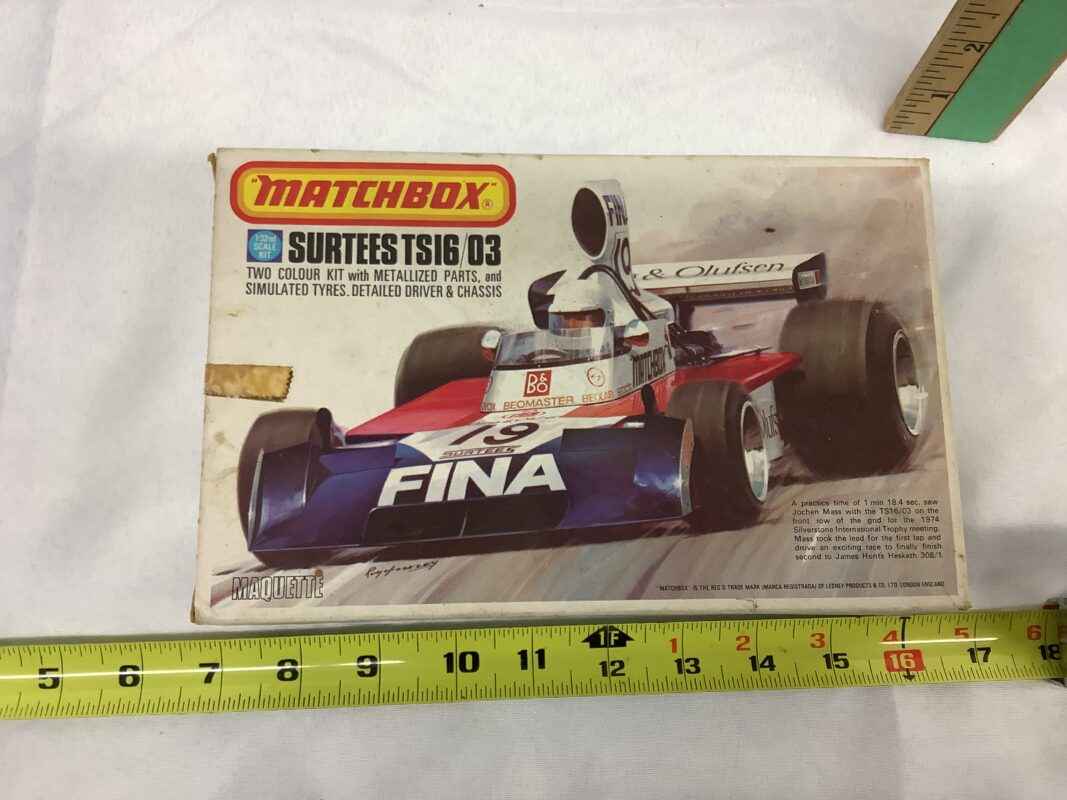 2
1
"MATCHBOX"®
1:32nd
SCALE
KIT
SURTEES TS16/03
TWO COLOUR KIT with METALLIZED PARTS, and
SIMULATED TYRES. DETAILED DRIVER & CHASSIS
FINA
19
& Olufsen
MATCHBOX
B&O
BEOMASTER
19
SURTEES
FINA
A practice time of 1 min 18.4 sec. saw
Jochen Mass with the TS16/03 on the
front row of the grid for the 1974
Silverstone International Trophy meeting.
Mass took the lead for the first lap and
drove an exciting race to finally finish
second to James Hunts Heskath 308/1.
MAQUETTE
"MATCHBOX" IS THE REG'D TRADE MARK (MARCA REGISTRADA) OF LESNEY PRODUCTS & CO. LTD. LONDON ENGLAND
1F 1 2 3 4 5 6
5 6 7 8 9 10 11 12 13 14 15 16 17 18